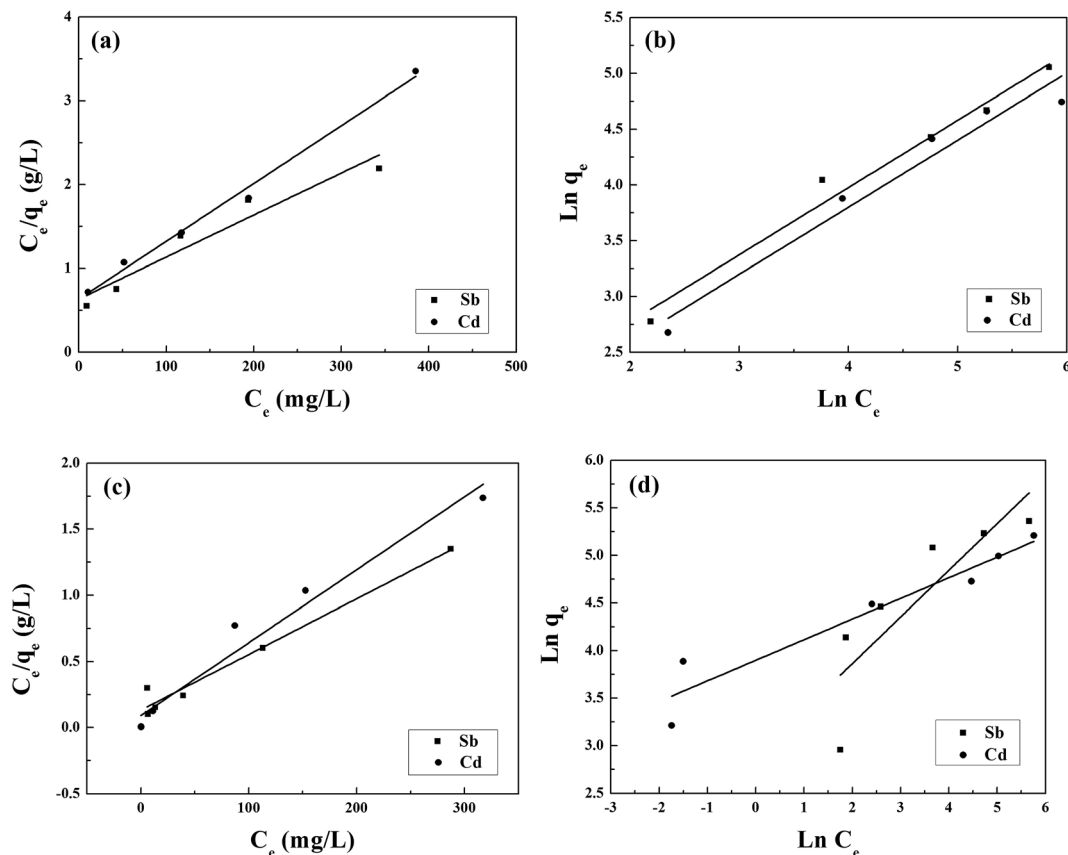 (a)
4
3
2
1
0
0 100 200 300 400 500
C_e/q_e (g/L)
C_e (mg/L)
Sb
Cd
(b)
5.0
4.5
4.0
3.5
3.0
2.5
2 3 4 5 6
Ln q_e
Ln C_e
Sb
Cd
(c)
2.0
1.5
1.0
0.5
0.0
-0.5
0 100 200 300
C_e/q_e (g/L)
C_e (mg/L)
Sb
Cd
(d)
6.0
5.5
5.0
4.5
4.0
3.5
3.0
2.5
-3 -2 -1 0 1 2 3 4 5 6
Ln q_e
Ln C_e
Sb
Cd